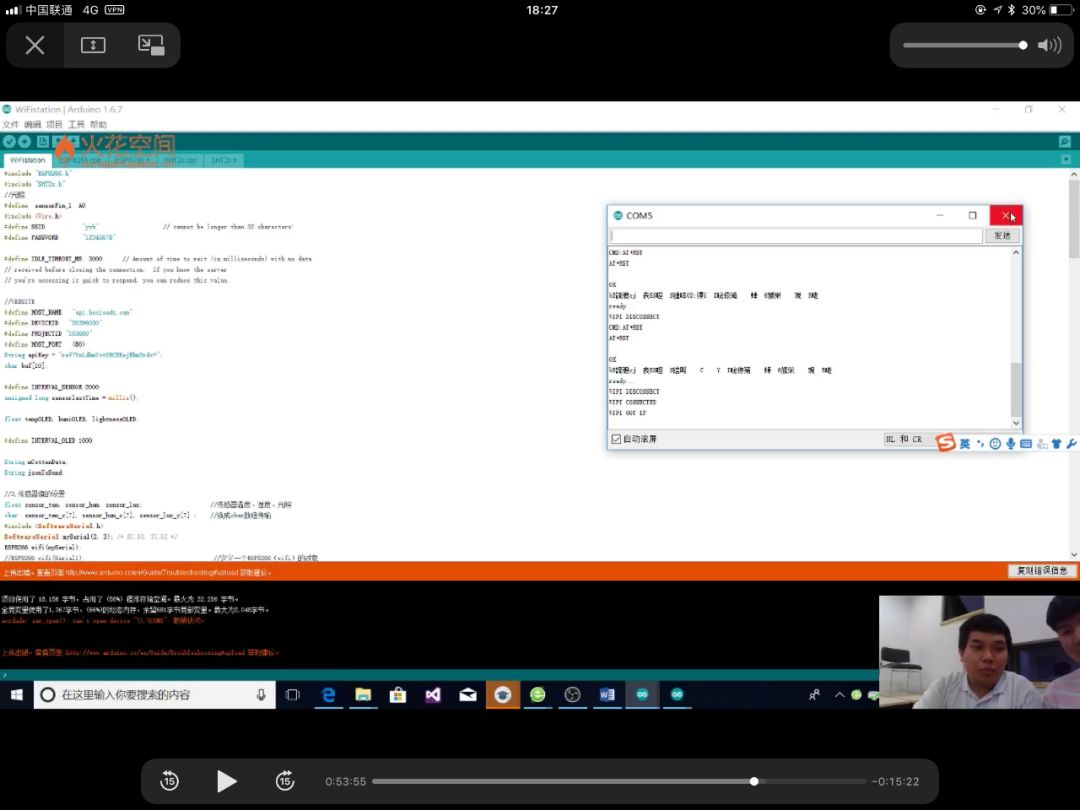 中国联通 4G VPN
18:27
30%
WiFistation | Arduino 1.6.7
文件 编辑 项目 工具 帮助
火花空间
WiFistation
SHT2x.cpp
SHT2x.h
#include "ESP8266.h"
#include "SHT2x.h"
//光照
#define sensorPin_1 A0
#include <Wire.h>
#define SSID
// cannot be longer than 32 characters!
#define PASSWORD "12345678"
#define IDLE_TIMEOUT_MS 3000 // Amount of time to wait (in milliseconds) with no data
// received before closing the connection. If you know the server
// you're accessing is quick to respond, you can reduce this value.
//WEBSITE
#define HOST_NAME "api.heclouds.com"
#define DEVICEID
#define PROJECTID
#define HOST_PORT (80)
String apiKey =
char buf[10];
#define INTERVAL_SENSOR 2000
unsigned long sensorlastTime = millis();
float tempOLED, humiOLED, lightnessOLED;
#define INTERVAL_OLED 1000
String mCottenData;
String jsonToSend;
//3,传感器值的设置
float sensor_tem, sensor_hum, sensor_lux; //传感器温度、湿度、光照
char sensor_tem_c[7], sensor_hum_c[7], sensor_lux_c[7] ; //换成char数组传输
#include <SoftwareSerial.h>
SoftwareSerial mySerial(2, 3); /* RX:D3, TX:D2 */
ESP8266 wifi(mySerial);
//ESP8266 wifi(Serial1); //定义一个ESP8266(wifi)的对象
COM5
发送
CMD:AT+RST
AT+RST
OK
ready
WIFI DISCONNECT
CMD:AT+RST
AT+RST
OK
ready
WIFI DISCONNECT
WIFI CONNECTED
WIFI GOT IP
自动滚屏
NL 和 CR
英
上传出错。查看页面 http://www.arduino.cc/en/Guide/Troubleshooting#upload 获取建议。
复制错误信息
项目使用了 18,156 字节,占用了 (56%) 程序存储空间。最大为 32,256 字节。
全局变量使用了1,367字节,(66%)的动态内存,余留681字节局部变量。最大为2,048字节。
avrdude: ser_open(): can't open device "\\.\COM5": 拒绝访问。
上传出错。查看页面 http://www.arduino.cc/en/Guide/Troubleshooting#upload 获取建议。
在这里输入你要搜索的内容
15
15
0:53:55
-0:15:22